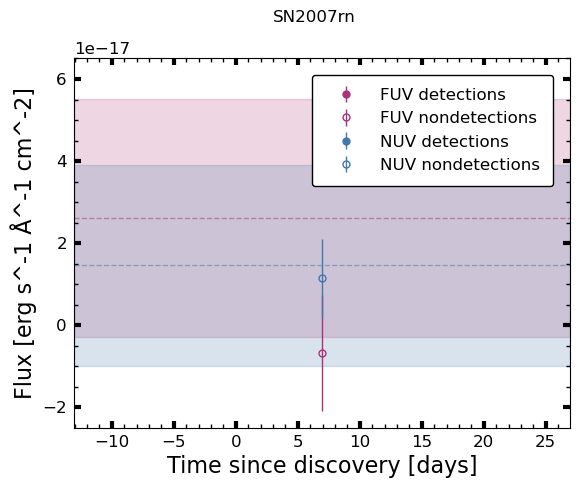 SN2007rn
1e−17
Flux [erg s^-1 Å^-1 cm^-2]
6
4
2
0
−2
FUV detections
FUV nondetections
NUV detections
NUV nondetections
−10 −5 0 5 10 15 20 25
Time since discovery [days]